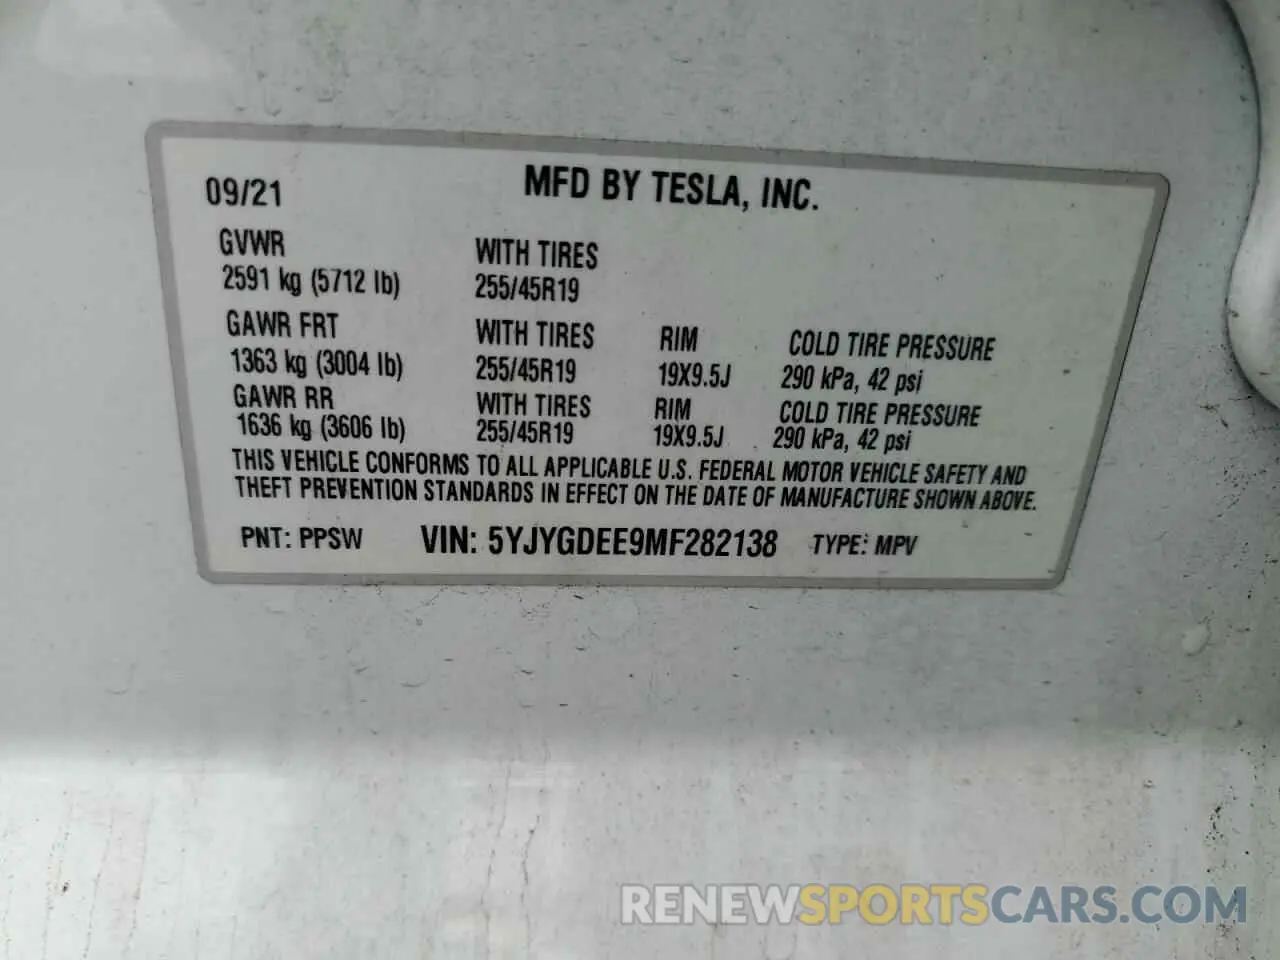 09/21 MFD BY TESLA, INC.
GVWR WITH TIRES
2591 kg (5712 lb) 255/45R19
GAWR FRT WITH TIRES RIM COLD TIRE PRESSURE
1363 kg (3004 lb) 255/45R19 19X9.5J 290 kPa, 42 psi
GAWR RR WITH TIRES RIM COLD TIRE PRESSURE
1636 kg (3606 lb) 255/45R19 19X9.5J 290 kPa, 42 psi
THIS VEHICLE CONFORMS TO ALL APPLICABLE U.S. FEDERAL MOTOR VEHICLE SAFETY AND
THEFT PREVENTION STANDARDS IN EFFECT ON THE DATE OF MANUFACTURE SHOWN ABOVE.
PNT: PPSW VIN: 5YJYGDEE9MF282138 TYPE: MPV
RENEWSPORTSCARS.COM